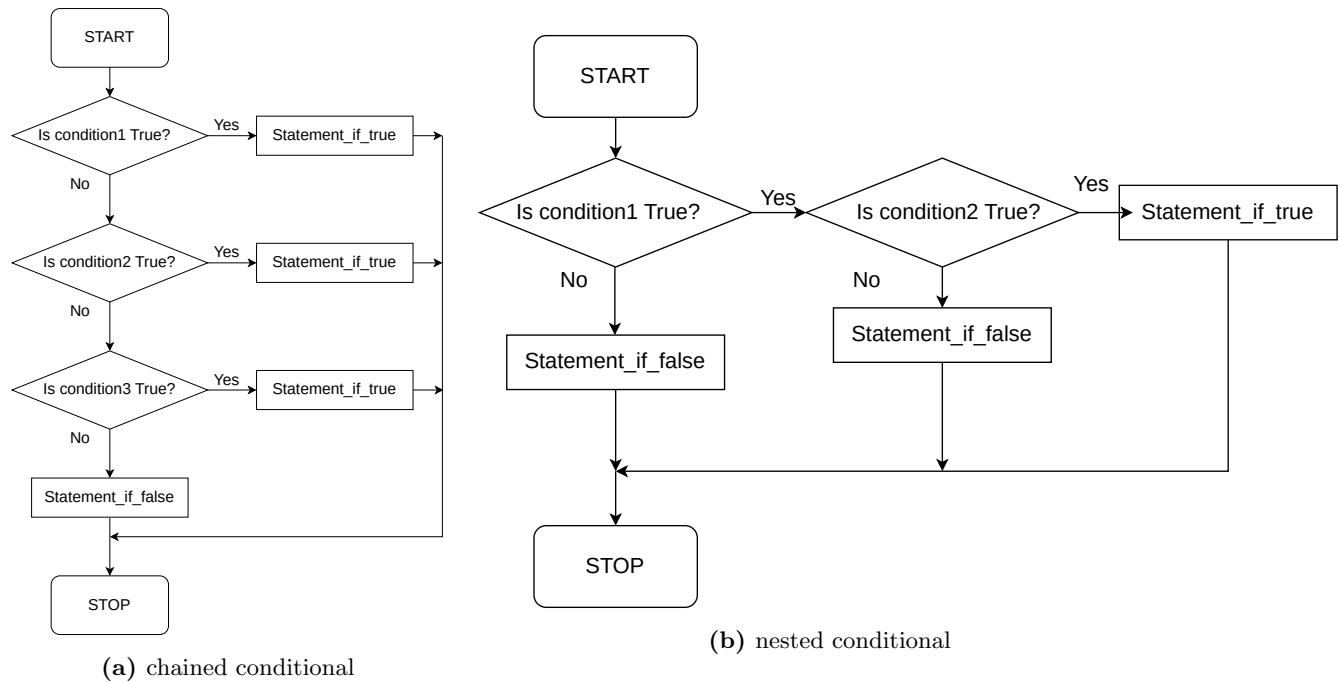 START
Is condition1 True?
Yes
Statement_if_true
No
Is condition2 True?
Yes
Statement_if_true
No
Is condition3 True?
Yes
Statement_if_true
No
Statement_if_false
STOP
(a) chained conditional
START
Is condition1 True?
Yes
Is condition2 True?
Yes
Statement_if_true
No
Statement_if_false
No
Statement_if_false
STOP
(b) nested conditional